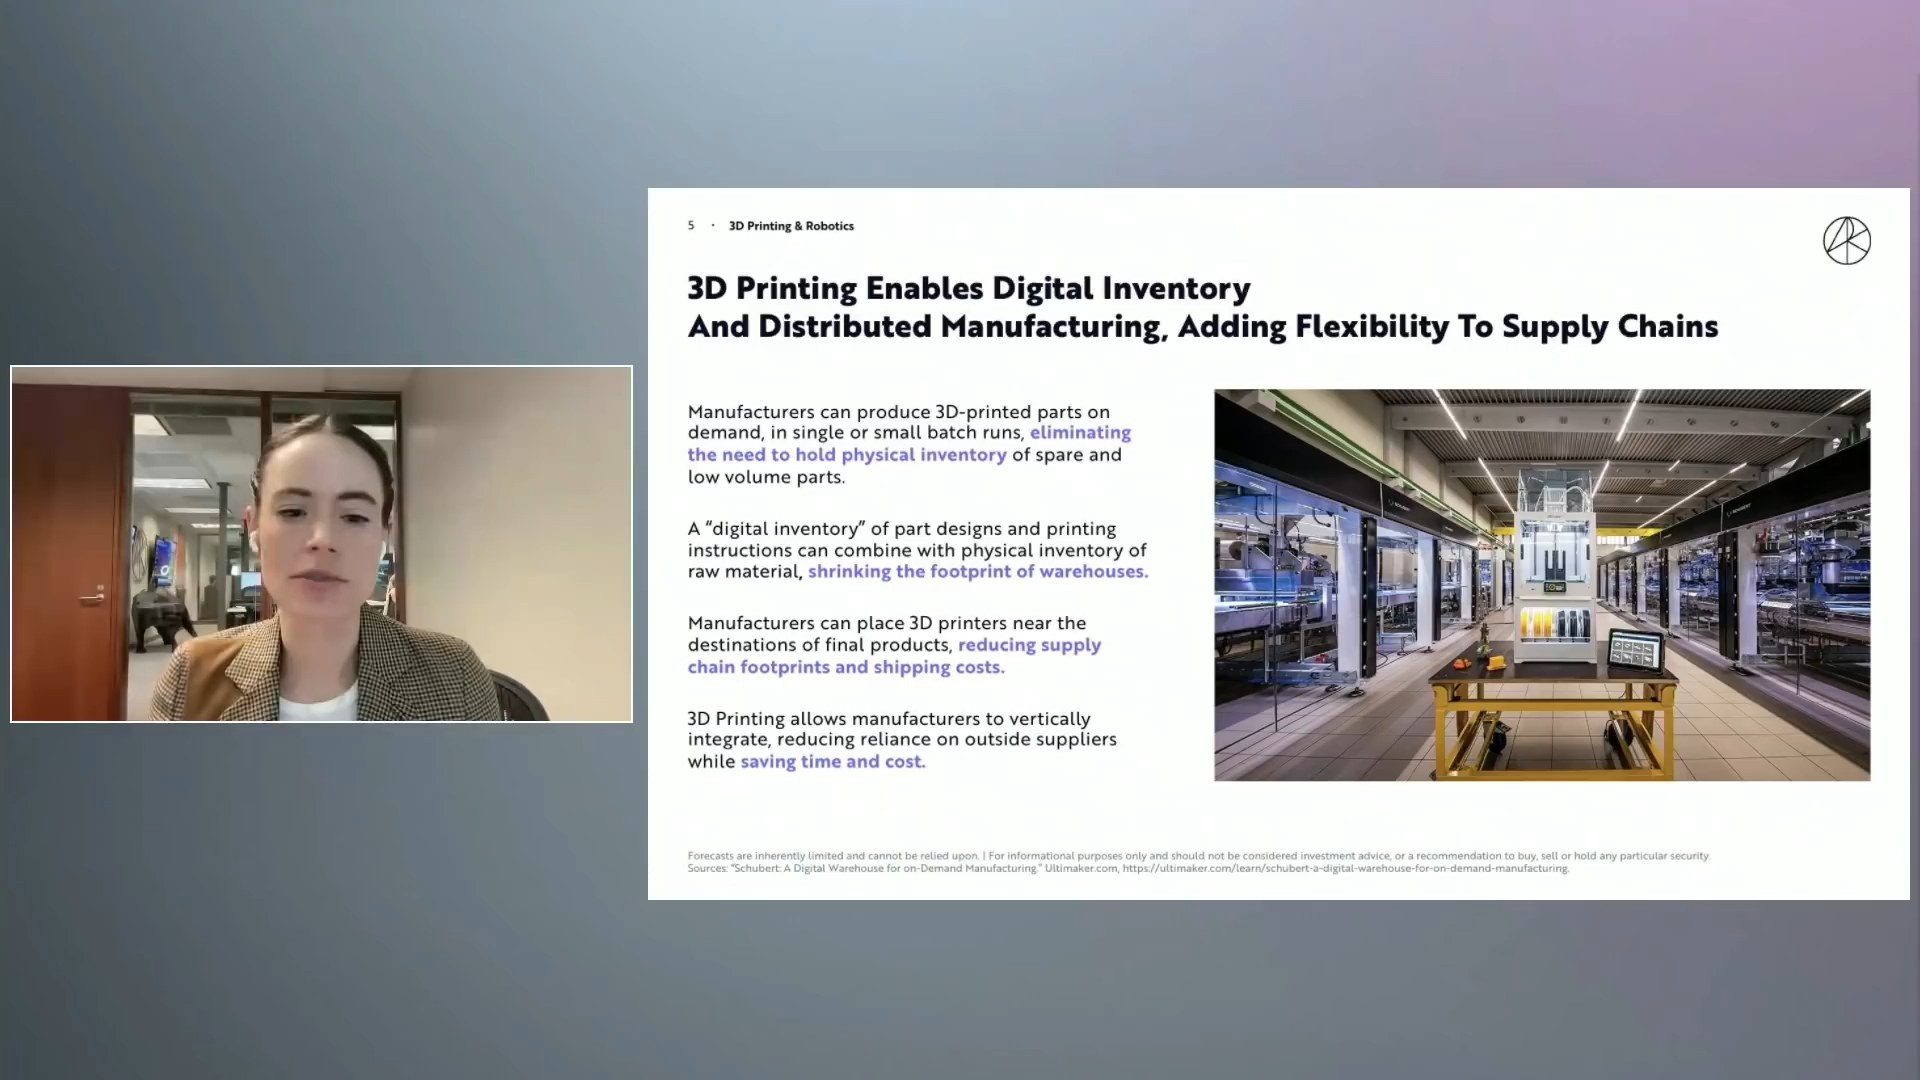 5 · 3D Printing & Robotics
3D Printing Enables Digital Inventory
And Distributed Manufacturing, Adding Flexibility To Supply Chains
Manufacturers can produce 3D-printed parts on
demand, in single or small batch runs, eliminating
the need to hold physical inventory of spare and
low volume parts.
A “digital inventory” of part designs and printing
instructions can combine with physical inventory of
raw material, shrinking the footprint of warehouses.
Manufacturers can place 3D printers near the
destinations of final products, reducing supply
chain footprints and shipping costs.
3D Printing allows manufacturers to vertically
integrate, reducing reliance on outside suppliers
while saving time and cost.
Forecasts are inherently limited and cannot be relied upon. | For informational purposes only and should not be considered investment advice, or a recommendation to buy, sell or hold any particular security.
Sources: “Schubert: A Digital Warehouse for on-Demand Manufacturing.” Ultimaker.com, https://ultimaker.com/learn/schubert-a-digital-warehouse-for-on-demand-manufacturing.